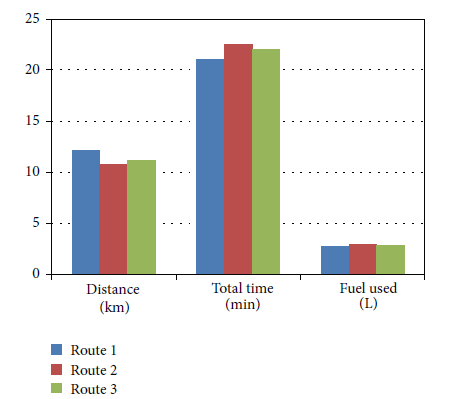 25
20
15
10
5
0
Distance Total time Fuel used
(km) (min) (L)
Route 1
Route 2
Route 3